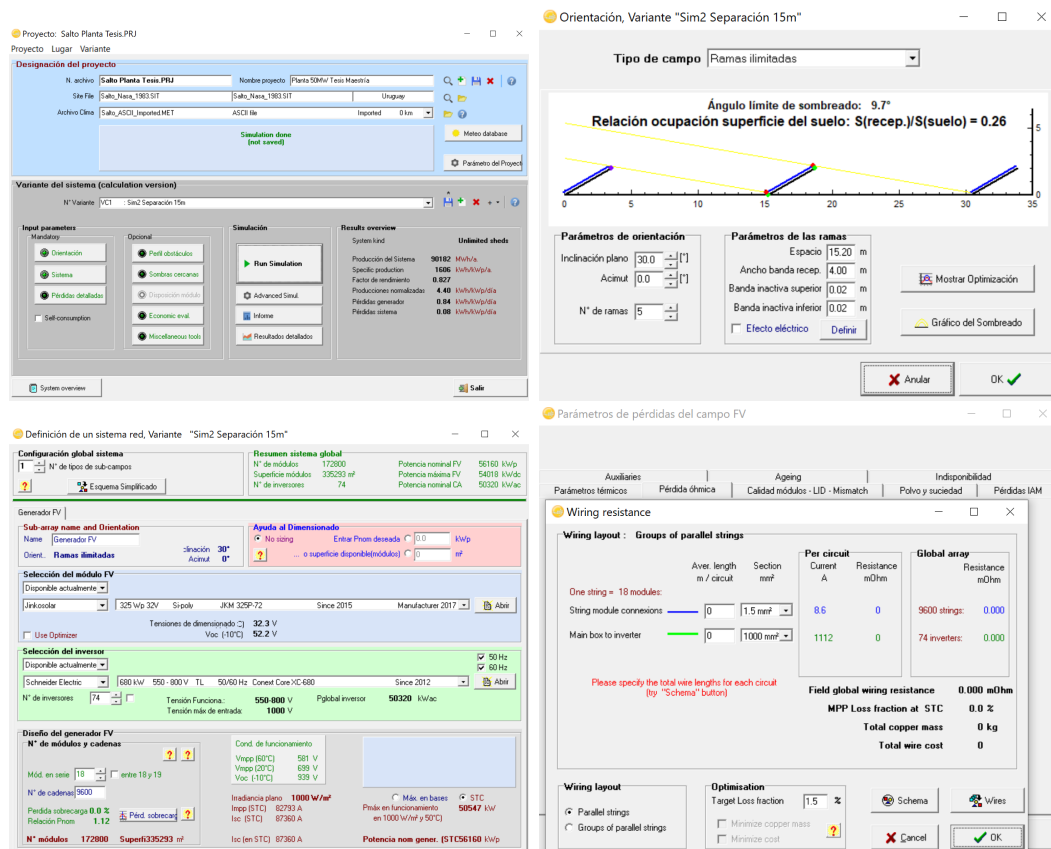 Proyecto: Salto Planta Tesis.PRJ
Proyecto Lugar Variante
Designación del proyecto
N. archivo Salto Planta Tesis.PRJ Nombre proyecto Planta 50MW Tesis Maestría
Site File Salto_Nasa_1983.SIT Salto_Nasa_1983.SIT Uruguay
Archivo Clima Salto_ASCII_Imported.MET ASCII file Imported 0 km
Simulation done
(not saved)
Meteo database
Parámetro del Proyect
Variante del sistema (calculation version)
N° Variante VC1 : Sim2 Separación 15m
Input parameters
Mandatory
Orientación
Sistema
Pérdidas detalladas
Self-consumption
Opcional
Perfil obstáculos
Sombras cercanas
Disposición módulo
Economic eval.
Miscellaneous tools
Simulación
Run Simulation
Advanced Simul.
Informe
Resultados detallados
Results overview
System kind Unlimited sheds
Producción del Sistema 90182 MWh/a.
Specific production 1606 kWh/kWp/a.
Factor de rendimiento 0.827
Producciones normalizadas 4.40 kWh/kWp/día
Pérdidas generador 0.84 kWh/kWp/día
Pérdidas sistema 0.08 kWh/kWp/día
System overview
Salir
Orientación, Variante "Sim2 Separación 15m"
Tipo de campo Ramas ilimitadas
Ángulo límite de sombreado: 9.7°
Relación ocupación superficie del suelo: S(recep.)/S(suelo) = 0.26
5
0
0 5 10 15 20 25 30 35
Parámetros de orientación
Inclinación plano 30.0 [°]
Acimut 0.0 [°]
N° de ramas 5
Parámetros de las ramas
Espacio 15.20 m
Ancho banda recep. 4.00 m
Banda inactiva superior 0.02 m
Banda inactiva inferior 0.02 m
Efecto eléctrico Definir
Mostrar Optimización
Gráfico del Sombreado
Anular
OK
Definición de un sistema red, Variante "Sim2 Separación 15m"
Configuración global sistema
1 N° de tipos de sub-campos
? Esquema Simplificado
Resumen sistema global
N° de módulos 172800 Potencia nominal FV 56160 kWp
Superficie módulos 335293 m² Potencia máxima FV 54018 kWdc
N° de inversores 74 Potencia nominal CA 50320 kWac
Generador FV
Sub-array name and Orientation
Name Generador FV
Orient. Ramas ilimitadas
clinación 30°
Acimut 0°
Ayuda al Dimensionado
No sizing Entrar Pnom deseada 0.0 kWp
? ... o superficie disponible(módulos) 0 m²
Selección del módulo FV
Disponible actualmente
Jinkosolar 325 Wp 32V Si-poly JKM 325P-72 Since 2015 Manufacturer 2017 Abrir
Use Optimizer
Tensiones de dimensionado :C) 32.3 V
Voc (-10°C) 52.2 V
Selección del inversor
Disponible actualmente
50 Hz
60 Hz
Schneider Electric 680 kW 550 - 800 V TL 50/60 Hz Conext Core XC-680 Since 2012 Abrir
N° de inversores 74 Tensión Funciona.: 550-800 V Pglobal inversor 50320 kWac
Tensión máx de entrada: 1000 V
Diseño del generador FV
N° de módulos y cadenas
? ?
Mód. en serie 18 entre 18 y 19
N° de cadenas 9600
Perdida sobrecarga 0.0 % Pérd. sobrecarg ?
Relación Pnom 1.12
N° módulos 172800 Superfi335293 m²
Cond. de funcionamiento
Vmpp (60°C) 581 V
Vmpp (20°C) 699 V
Voc (-10°C) 939 V
Irradiancia plano 1000 W/m²
Impp (STC) 82793 A
Isc (STC) 87360 A
Isc (en STC) 87360 A
Máx. en bases STC
Pmáx en funcionamiento 50547 kW
en 1000 W/m² y 50°C)
Potencia nom gener. (STC56160 kWp
Parámetros de pérdidas del campo FV
Auxiliaries Ageing Indisponibilidad
Parámetros térmicos Pérdida óhmica Calidad módulos - LID - Mismatch Polvo y suciedad Pérdidas IAM
Wiring resistance
Wiring layout : Groups of parallel strings
Aver. length Section
m / circuit mm²
Per circuit
Current Resistance
A mOhm
Global array
Resistance
mOhm
One string = 18 modules:
String module connexions 0 1.5 mm² 8.6 0 9600 strings: 0.000
Main box to inverter 0 1000 mm² 1112 0 74 inverters: 0.000
Please specify the total wire lengths for each circuit
(try "Schema" button)
Field global wiring resistance 0.000 mOhm
MPP Loss fraction at STC 0.0 %
Total copper mass 0 kg
Total wire cost 0
Wiring layout
Parallel strings
Groups of parallel strings
Optimisation
Target Loss fraction 1.5 %
Minimize copper mass
Minimize cost
?
Schema
Wires
Cancel
OK